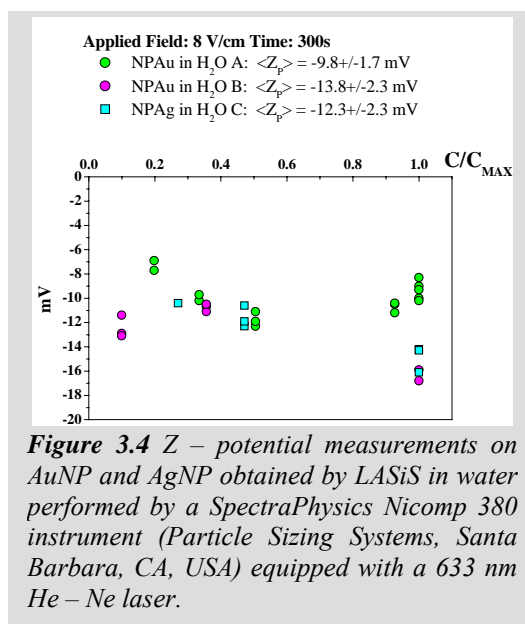 Applied Field: 8 V/cm Time: 300s
NPAu in H₂O A: <Z_P> = -9.8+/-1.7 mV
NPAu in H₂O B: <Z_P> = -13.8+/-2.3 mV
NPAg in H₂O C: <Z_P> = -12.3+/-2.3 mV
0.0 0.2 0.4 0.6 0.8 1.0 C/C_MAX
0
-2
-4
-6
-8
-10
-12
-14
-16
-18
-20
mV
Figure 3.4 Z – potential measurements on
AuNP and AgNP obtained by LASiS in water
performed by a SpectraPhysics Nicomp 380
instrument (Particle Sizing Systems, Santa
Barbara, CA, USA) equipped with a 633 nm
He – Ne laser.